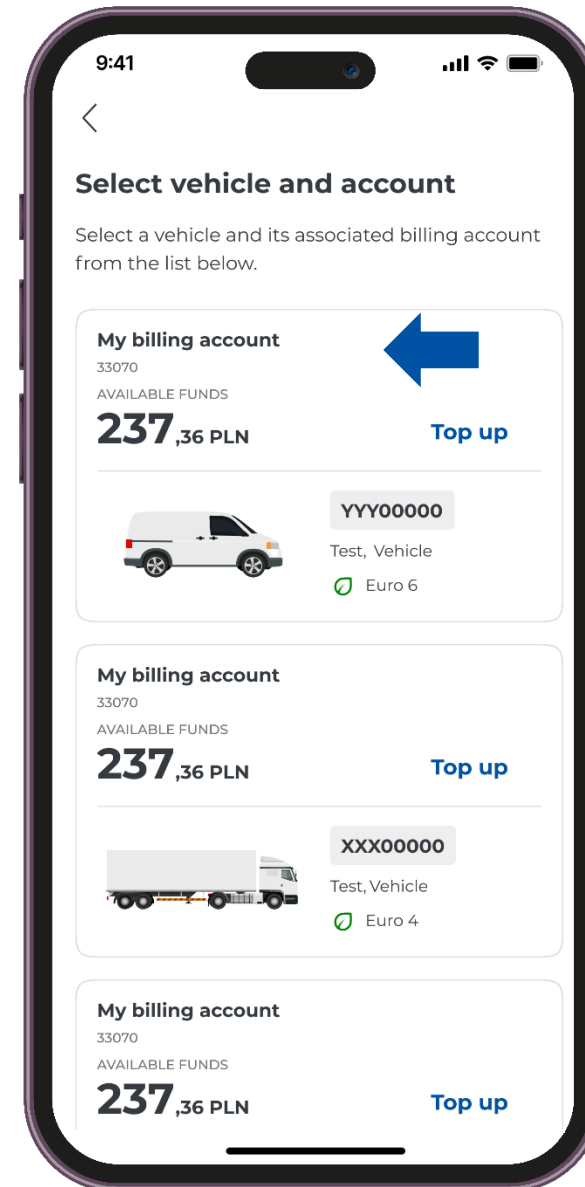 9:41
Select vehicle and account
Select a vehicle and its associated billing account
from the list below.
My billing account
33070
AVAILABLE FUNDS
237,36 PLN
Top up
YYY00000
Test, Vehicle
Euro 6
My billing account
33070
AVAILABLE FUNDS
237,36 PLN
Top up
XXX00000
Test, Vehicle
Euro 4
My billing account
33070
AVAILABLE FUNDS
237,36 PLN
Top up